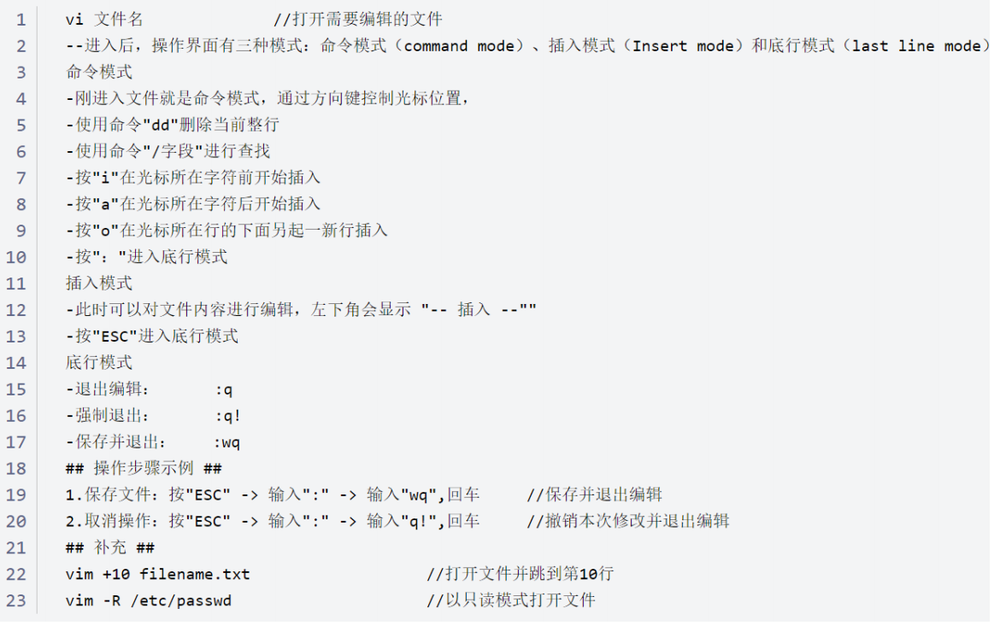 1 vi 文件名 //打开需要编辑的文件
2 --进入后，操作界面有三种模式：命令模式（command mode）、插入模式（Insert mode）和底行模式（last line mode）
3 命令模式
4 -刚进入文件就是命令模式，通过方向键控制光标位置，
5 -使用命令"dd"删除当前整行
6 -使用命令"/字段"进行查找
7 -按"i"在光标所在字符前开始插入
8 -按"a"在光标所在字符后开始插入
9 -按"o"在光标所在行的下面另起一新行插入
10 -按"："进入底行模式
11 插入模式
12 -此时可以对文件内容进行编辑，左下角会显示 "-- 插入 --""
13 -按"ESC"进入底行模式
14 底行模式
15 -退出编辑： :q
16 -强制退出： :q!
17 -保存并退出： :wq
18 ## 操作步骤示例 ##
19 1.保存文件：按"ESC" -> 输入":" -> 输入"wq",回车 //保存并退出编辑
20 2.取消操作：按"ESC" -> 输入":" -> 输入"q!",回车 //撤销本次修改并退出编辑
21 ## 补充 ##
22 vim +10 filename.txt //打开文件并跳到第10行
23 vim -R /etc/passwd //以只读模式打开文件